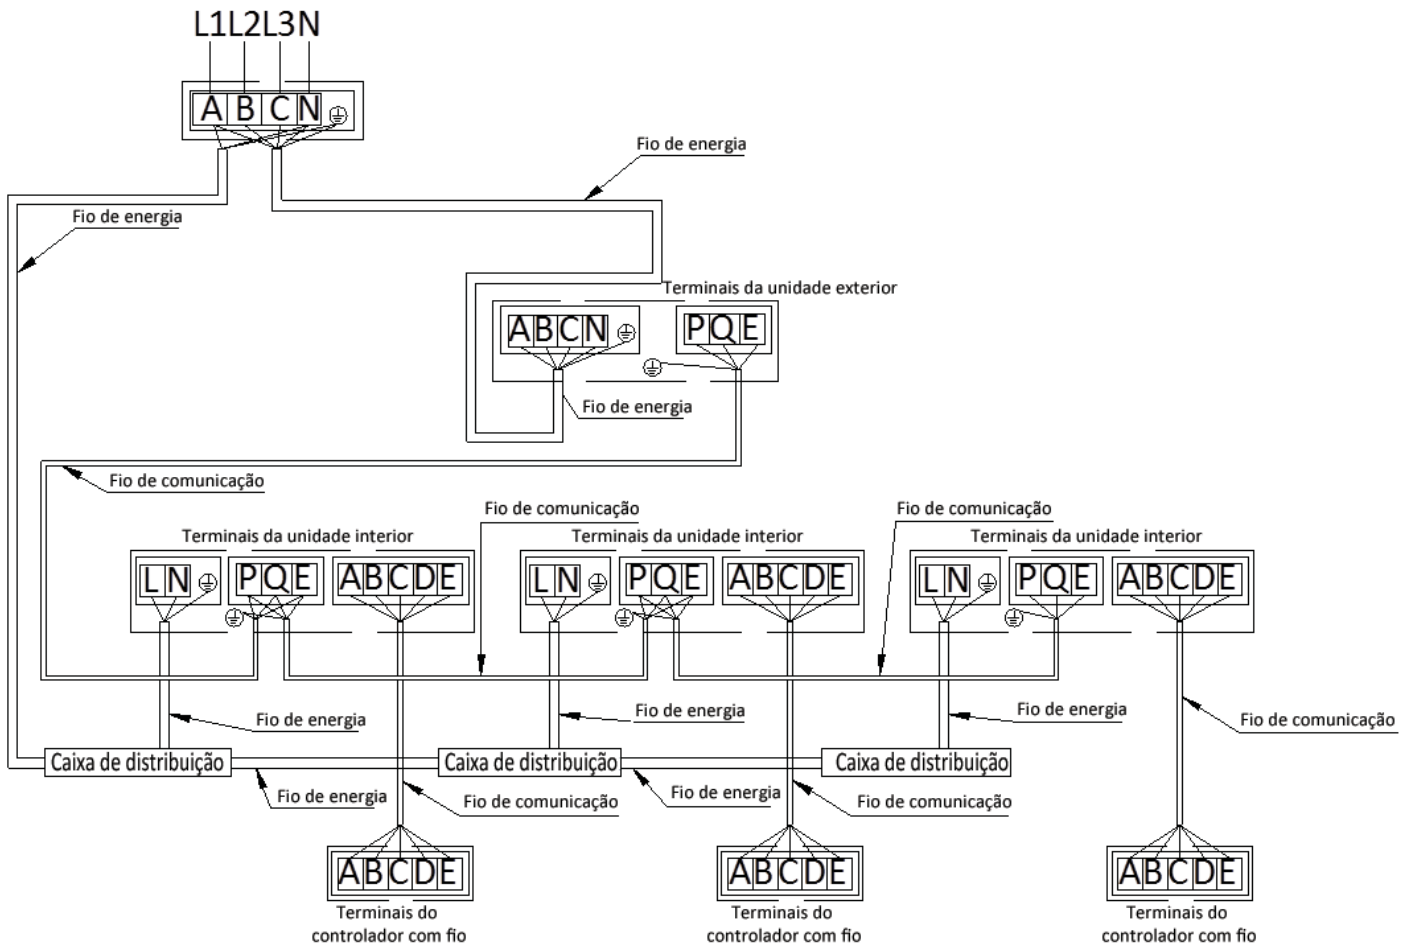 L1L2L3N
A B C N
Fio de energia
Fio de energia
Terminais da unidade exterior
ABCN
PQE
Fio de energia
Fio de comunicação
Fio de comunicação
Fio de comunicação
Terminais da unidade interior
Terminais da unidade interior
Terminais da unidade interior
LN
PQE
ABCDE
LN
PQE
ABCDE
LN
PQE
ABCDE
Fio de energia
Fio de energia
Fio de energia
Fio de comunicação
Caixa de distribuição
Caixa de distribuição
Caixa de distribuição
Fio de energia
Fio de comunicação
Fio de energia
Fio de comunicação
ABCDE
ABCDE
ABCDE
Terminais do
controlador com fio
Terminais do
controlador com fio
Terminais do
controlador com fio